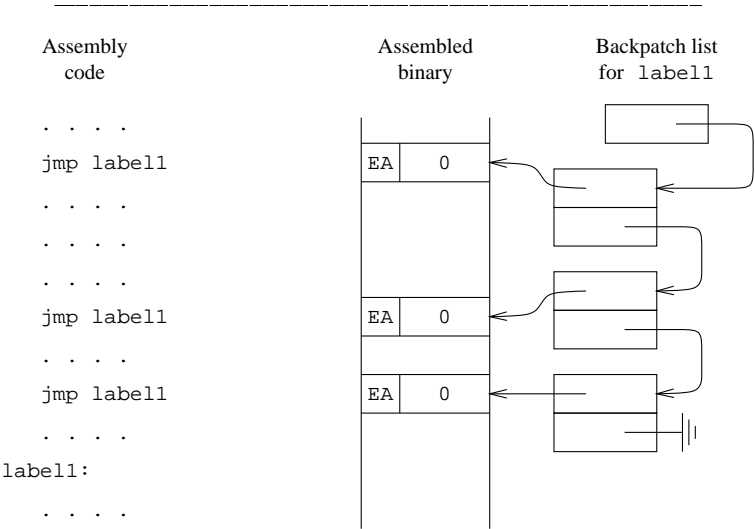 Assembly code
Assembled binary
Backpatch list for label1
. . . .
jmp label1
EA 0
. . . .
. . . .
. . . .
jmp label1
EA 0
. . . .
jmp label1
EA 0
. . . .
label1:
. . . .